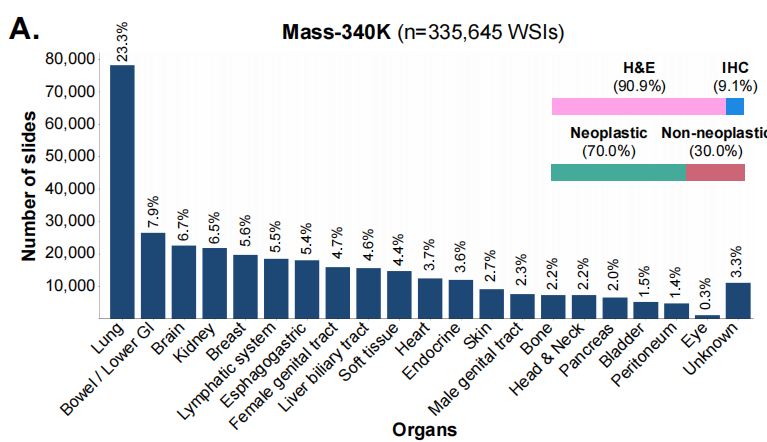 A.
Mass-340K (n=335,645 WSIs)
H&E
(90.9%)
IHC
(9.1%)
Neoplastic
(70.0%)
Non-neoplastic
(30.0%)
Number of slides
80,000
70,000
60,000
50,000
40,000
30,000
20,000
10,000
23.3%
7.9%
6.7%
6.5%
5.6%
5.5%
5.4%
4.7%
4.6%
4.4%
3.7%
3.6%
2.7%
2.3%
2.2%
2.2%
2.0%
1.5%
1.4%
0.3%
3.3%
Lung
Bowel / Lower GI
Brain
Kidney
Breast
Lymphatic system
Esphagogastric
Female genital tract
Liver biliary tract
Soft tissue
Heart
Endocrine
Skin
Male genital tract
Bone
Head & Neck
Pancreas
Bladder
Peritoneum
Eye
Unknown
Organs